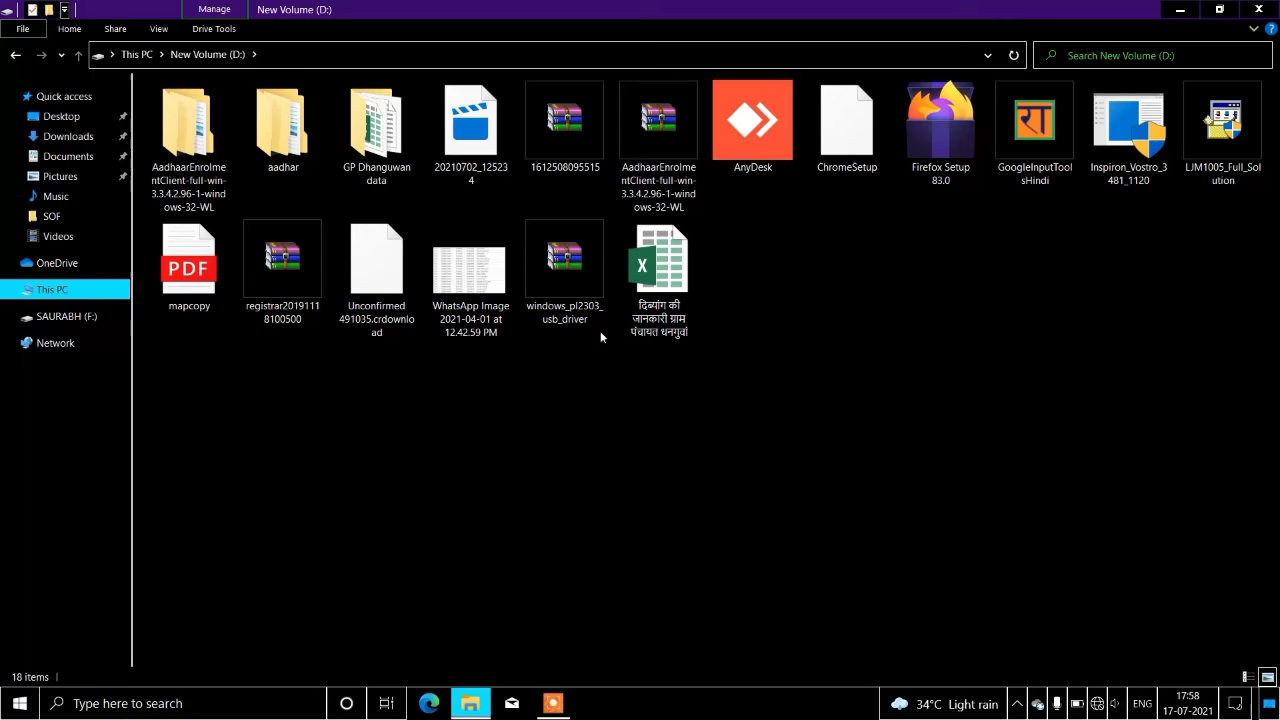 Manage
New Volume (D:)
File
Home
Share
View
Drive Tools
This PC
New Volume (D:)
Search New Volume (D:)
Quick access
Desktop
Downloads
Documents
Pictures
Music
SOF
Videos
OneDrive
This PC
SAURABH (F:)
Network
AadhaarEnrolme
ntClient-full-win-
3.3.4.2.96-1-wind
ows-32-WL
aadhar
GP Dhanguwan
data
20210702_12523
4
1612508095515
AadhaarEnrolme
ntClient-full-win-
3.3.4.2.96-1-wind
ows-32-WL
AnyDesk
ChromeSetup
Firefox Setup
83.0
रा
GoogleInputTool
sHindi
Inspiron_Vostro_3
481_1120
LJM1005_Full_Sol
ution
PDF
mapcopy
registrar2019111
8100500
Unconfirmed
491035.crdownlo
ad
WhatsApp Image
2021-04-01 at
12.42.59 PM
windows_pl2303_
usb_driver
X
दिब्यांग की
जानकारी ग्राम
पंचायत धनगुवां
18 items
Type here to search
34°C Light rain
ENG
17:58
17-07-2021